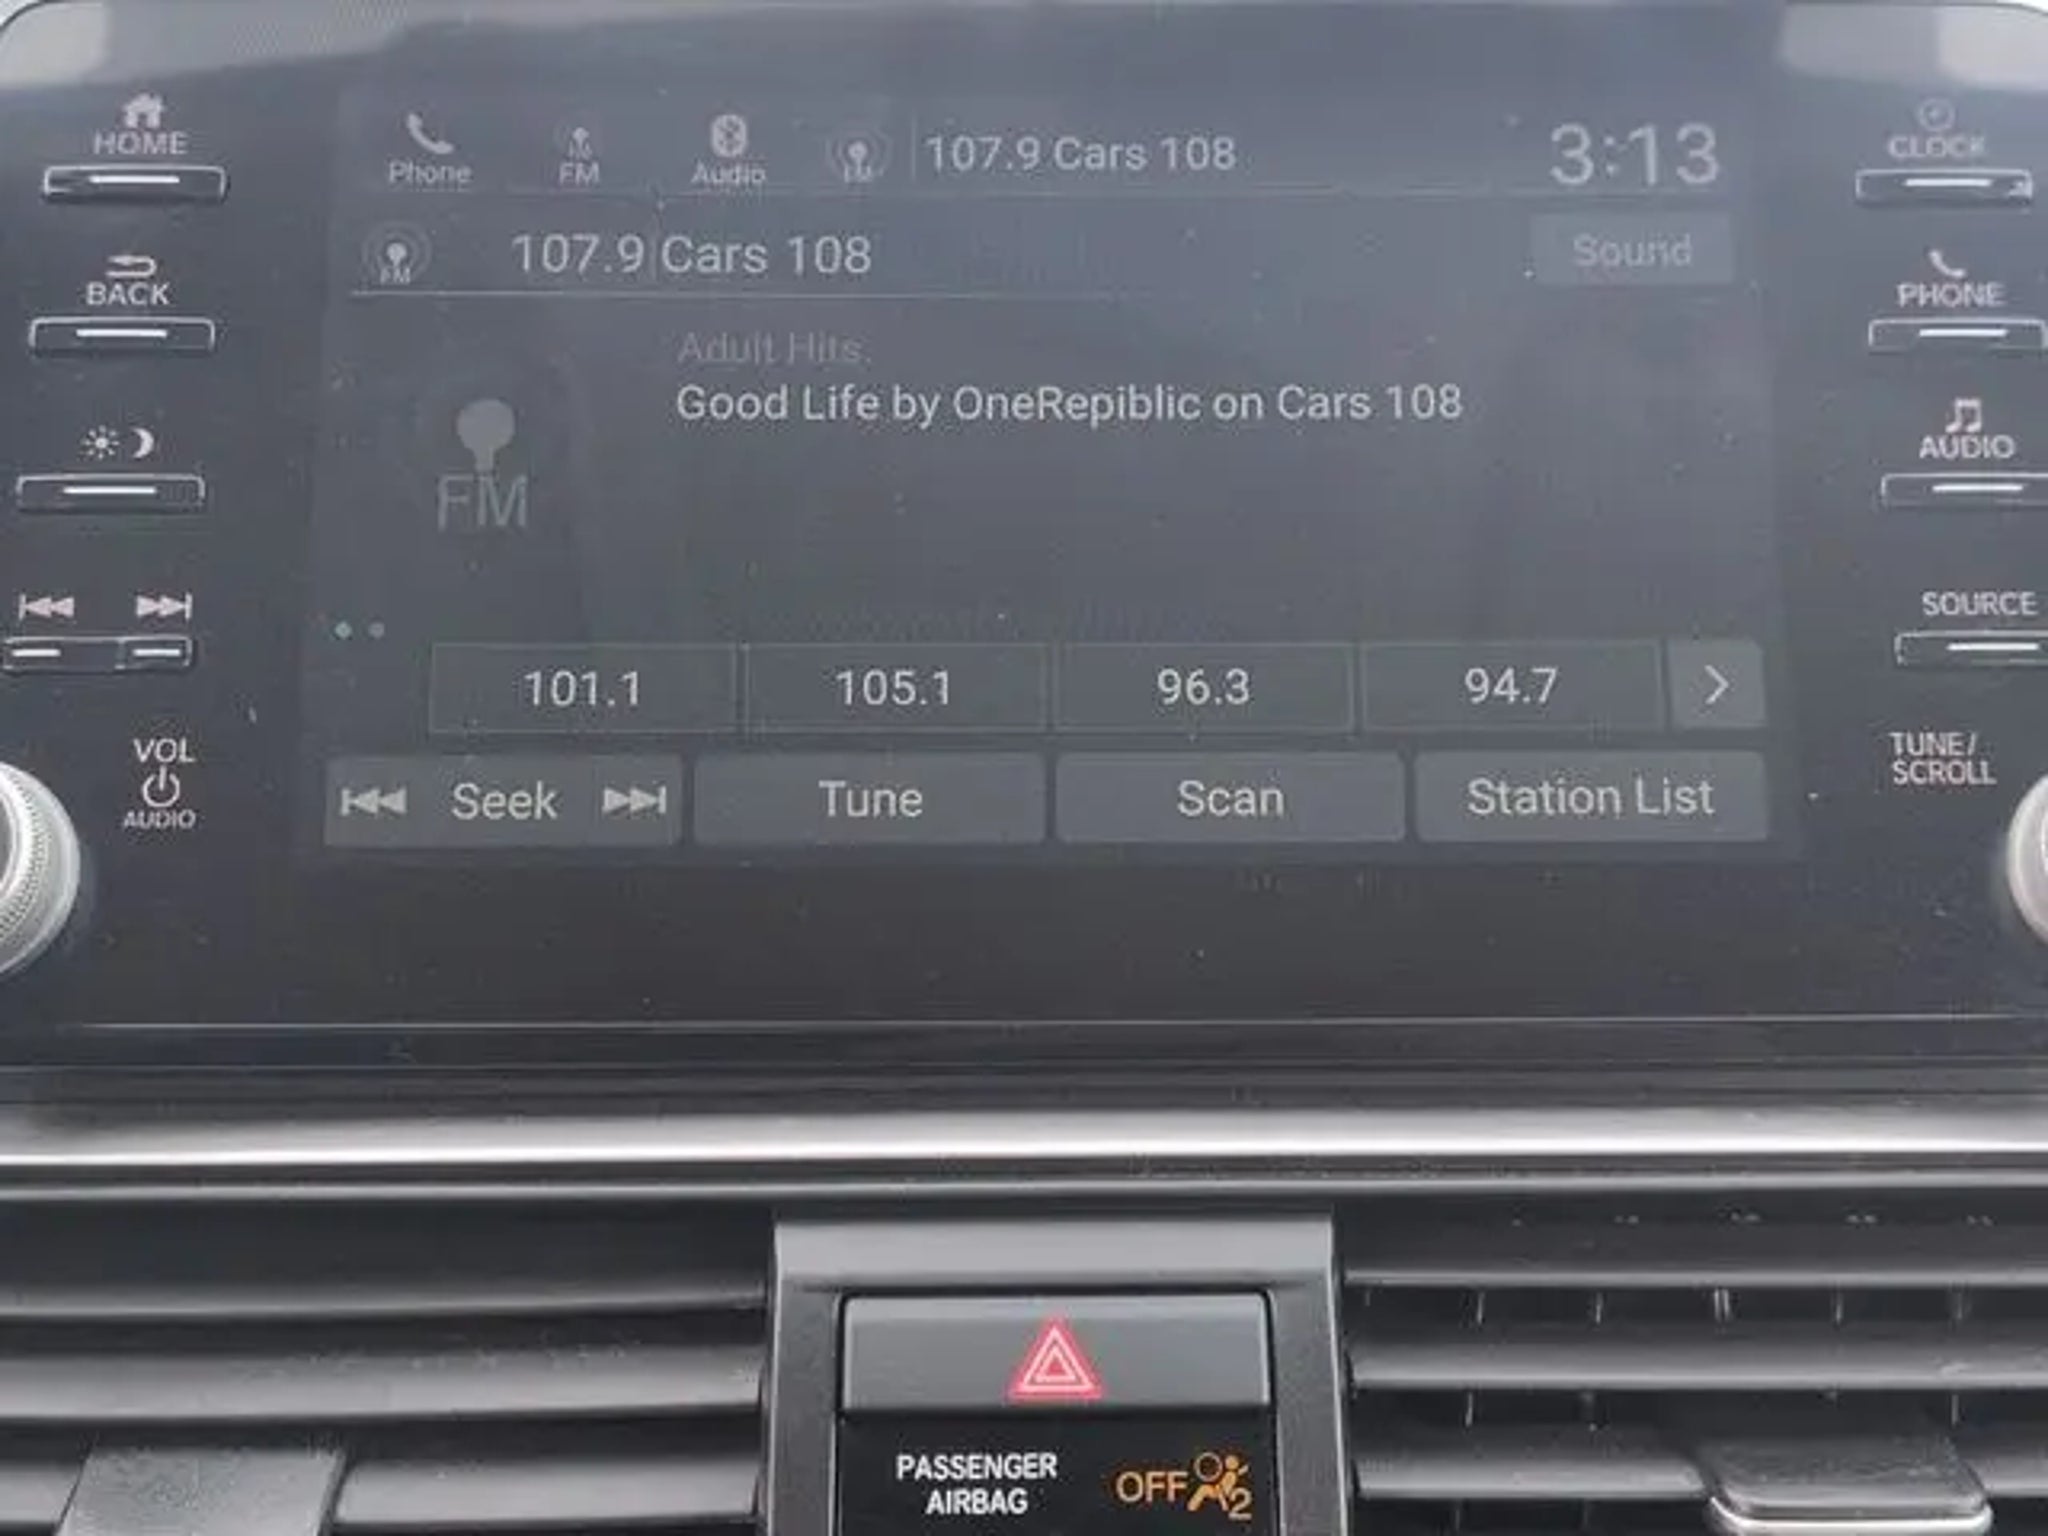 HOME
Phone
FM
Audio
FM
107.9 Cars 108
3:13
CLOCK
FM
107.9 Cars 108
Sound
BACK
PHONE
Adult Hits.
Good Life by OneRepiblic on Cars 108
AUDIO
FM
SOURCE
101.1
105.1
96.3
94.7
VOL
AUDIO
Seek
Tune
Scan
Station List
TUNE/
SCROLL
PASSENGER
AIRBAG
OFF
2